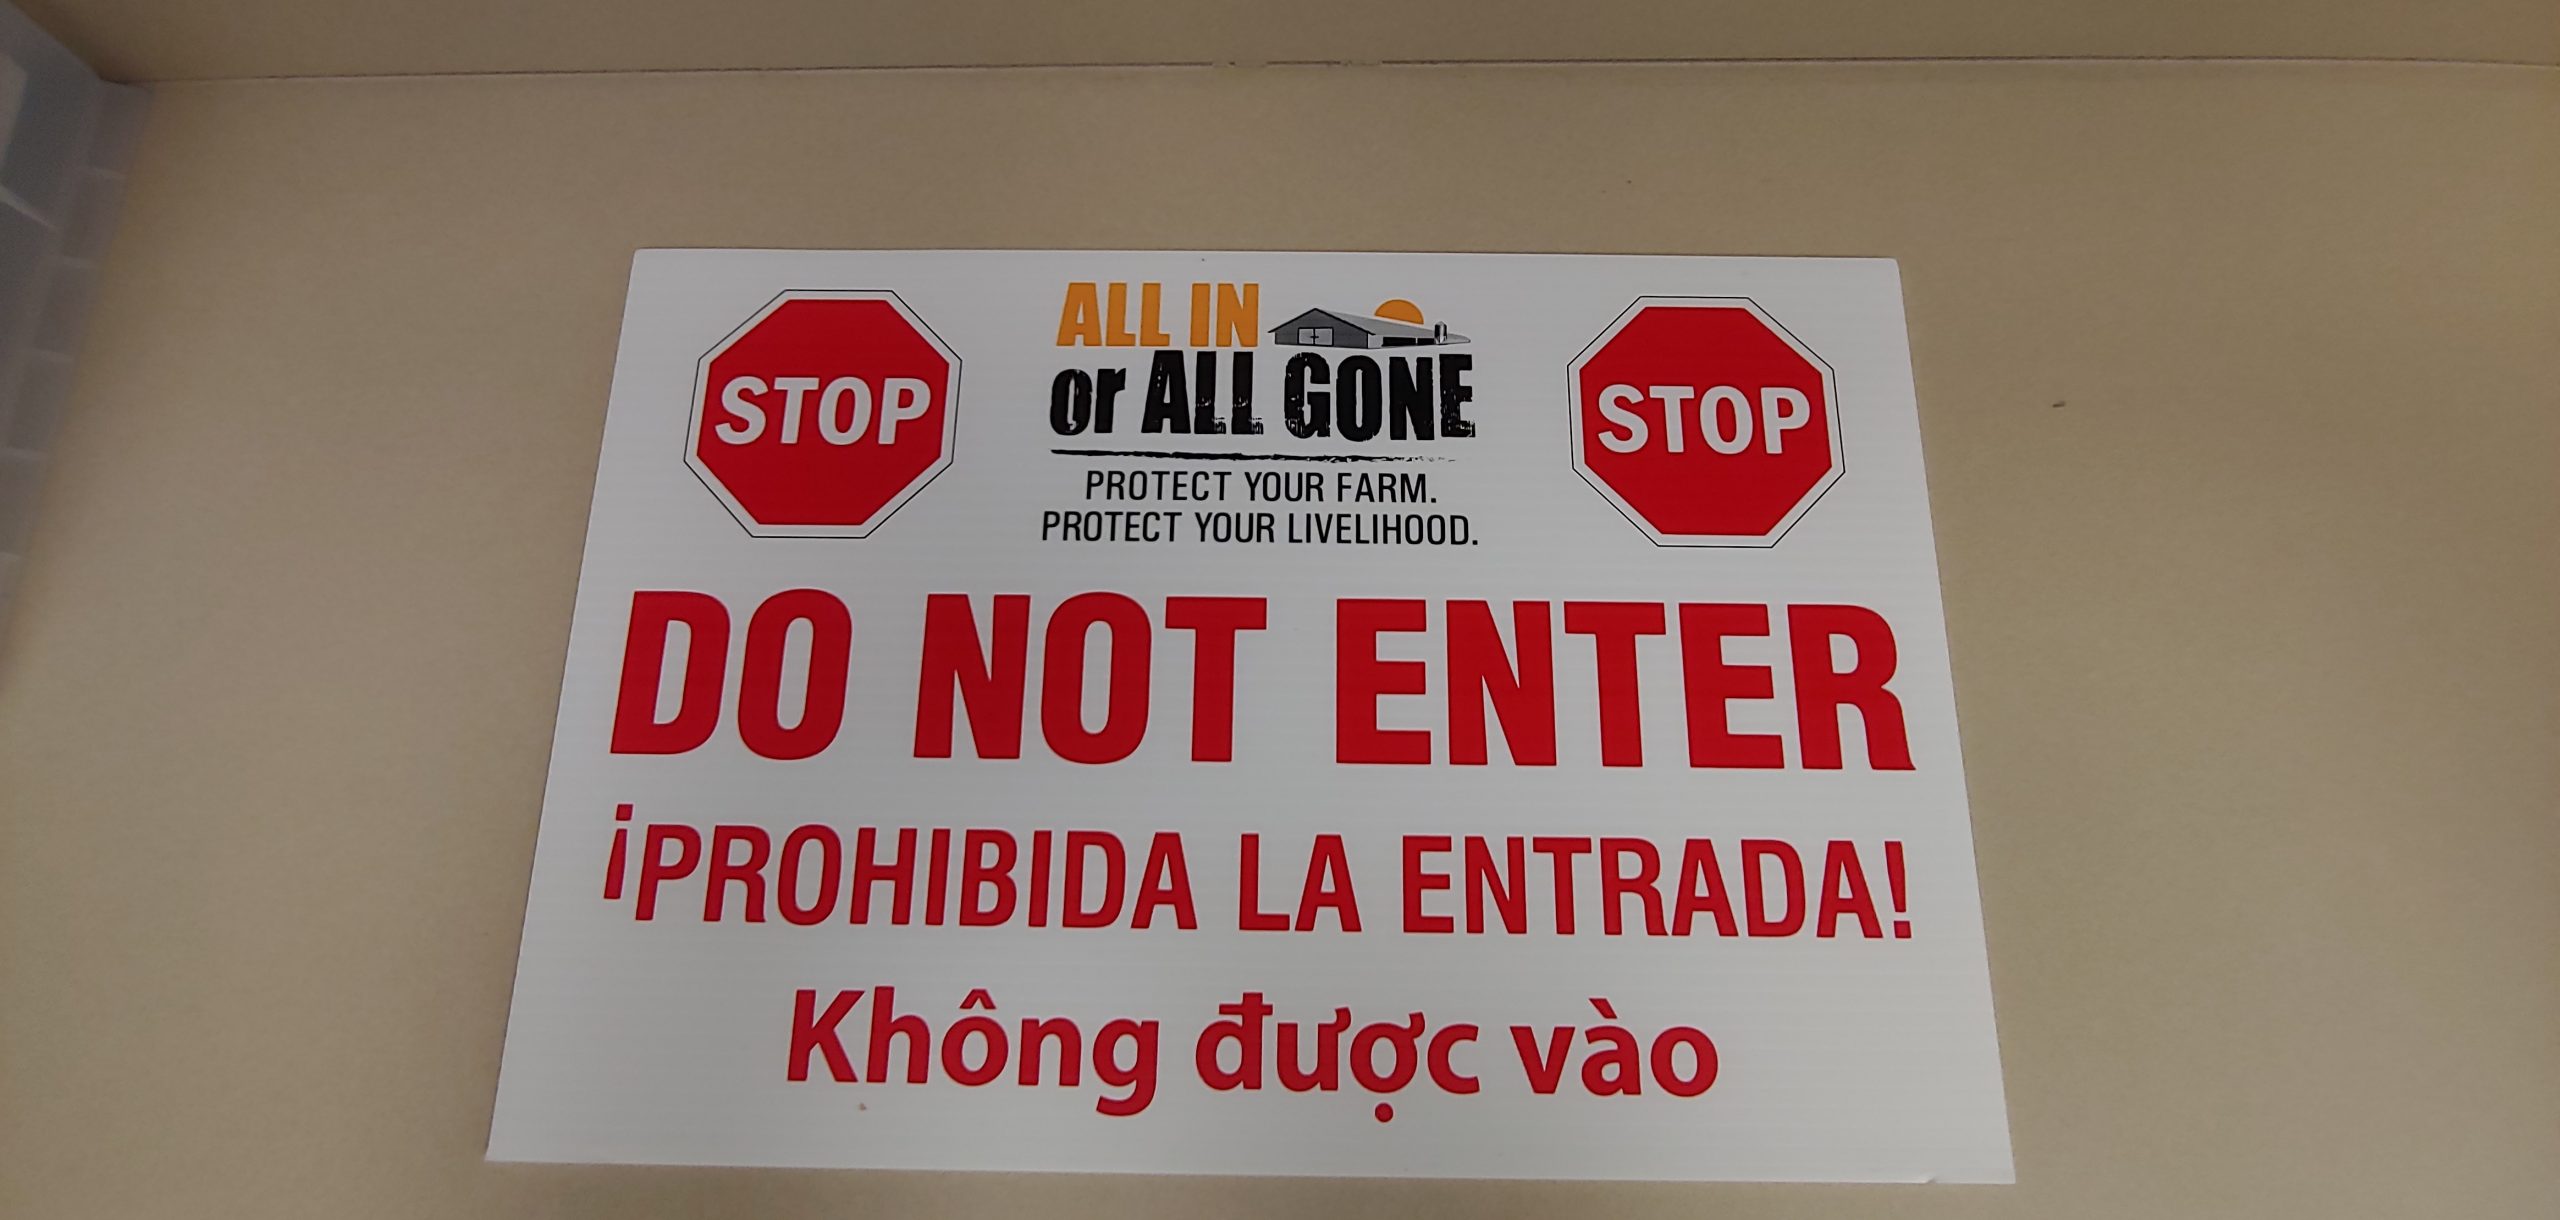 STOP
ALL IN
or ALL GONE
PROTECT YOUR FARM.
PROTECT YOUR LIVELIHOOD.
STOP
DO NOT ENTER
¡PROHIBIDA LA ENTRADA!
Không được vào